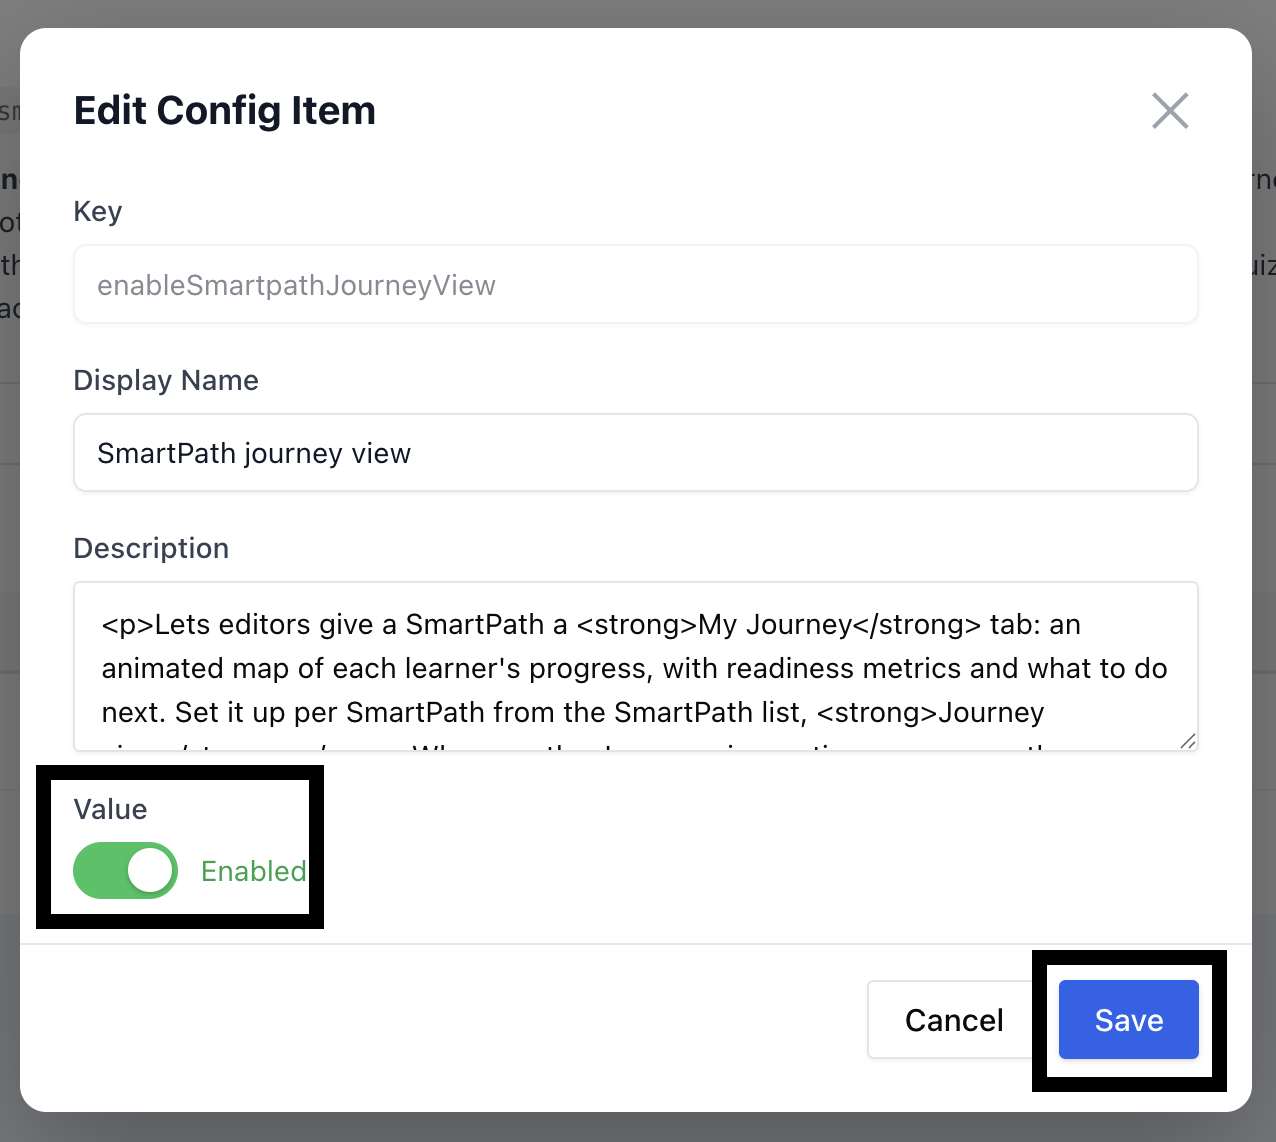 Edit Config Item
Key
enableSmartpathJourneyView
Display Name
SmartPath journey view
Description
<p>Lets editors give a SmartPath a <strong>My Journey</strong> tab: an
animated map of each learner's progress, with readiness metrics and what to do
next. Set it up per SmartPath from the SmartPath list, <strong>Journey
Value
Enabled
Cancel
Save